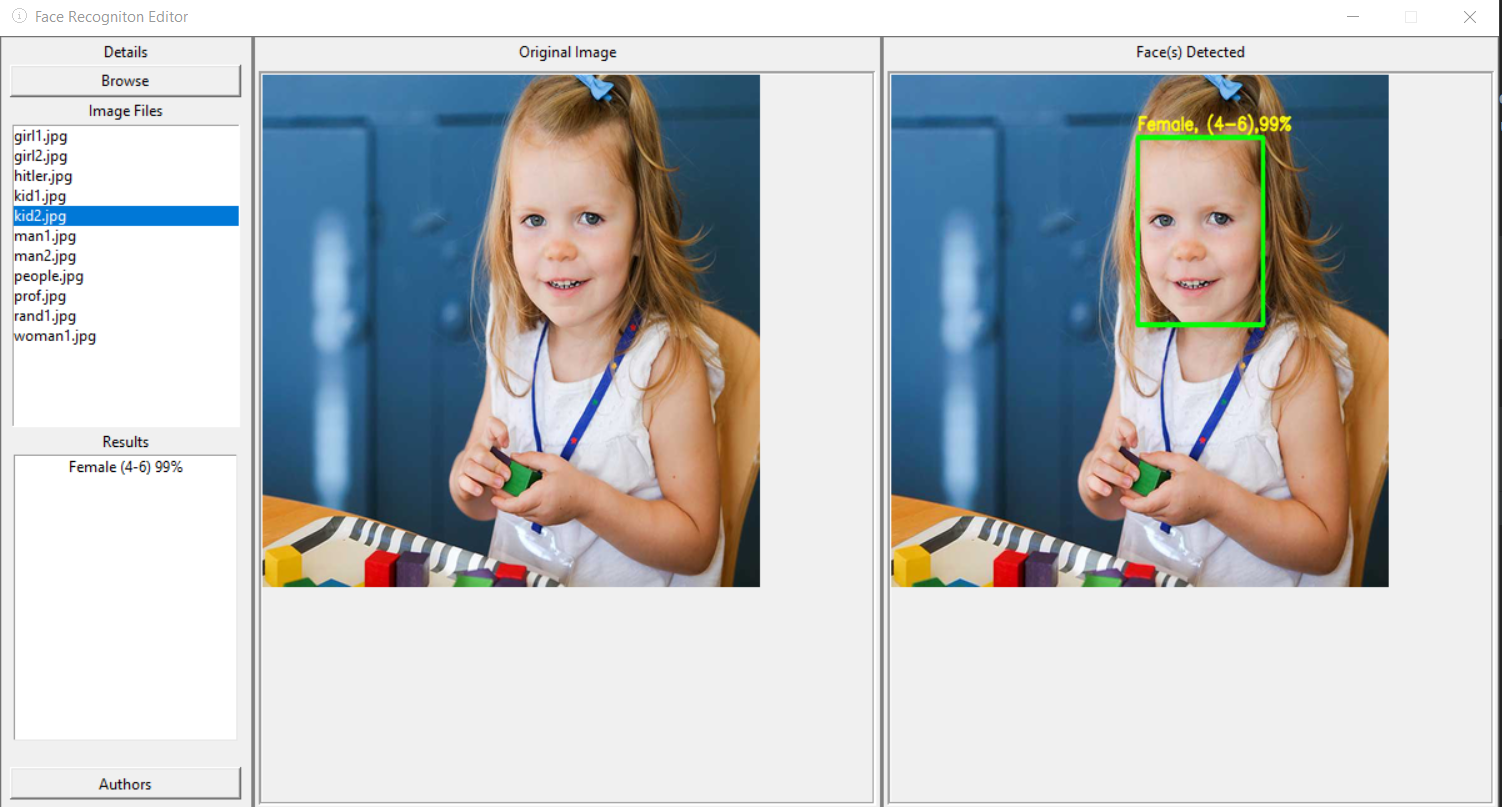 Face Recogniton Editor
Details
Browse
Image Files
girl1.jpg
girl2.jpg
hitler.jpg
kid1.jpg
kid2.jpg
man1.jpg
man2.jpg
people.jpg
prof.jpg
rand1.jpg
woman1.jpg
Results
Female (4-6) 99%
Authors
Original Image
Face(s) Detected
Female, (4-6),99%